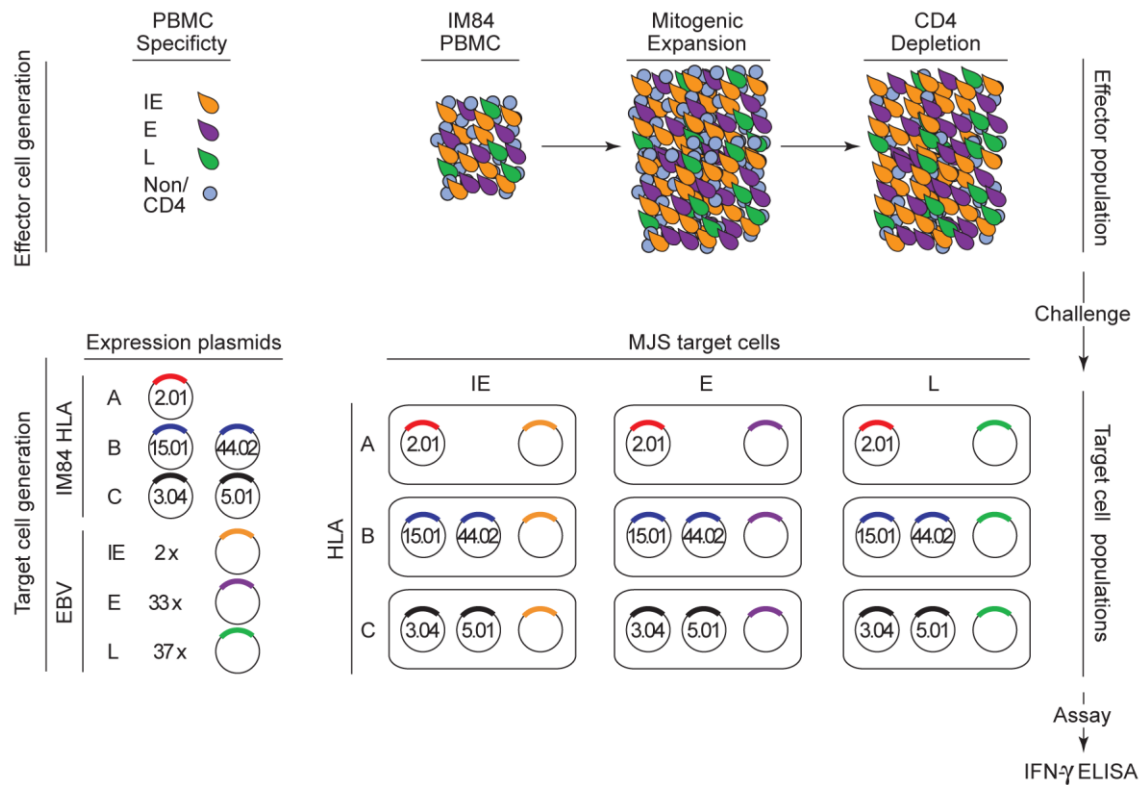 PBMC
Specificty
IM84
PBMC
Mitogenic
Expansion
CD4
Depletion
Effector cell generation
IE
E
L
Non/
CD4
Effector population
Challenge
Expression plasmids
MJS target cells
IE E L
Target cell generation
IM84 HLA
A 2.01
B 15.01 44.02
C 3.04 5.01
EBV
IE 2x
E 33x
L 37x
HLA
A 2.01 2.01 2.01
B 15.01 44.02 15.01 44.02 15.01 44.02
C 3.04 5.01 3.04 5.01 3.04 5.01
Target cell populations
Assay
IFN-γ ELISA